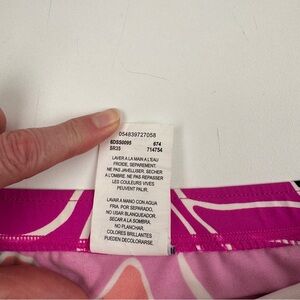 054839727058
6DSS0095 674
SR35 714754
LAVER A LA MAIN A L'EAU
FROIDE, SEPAREMENT.
NE PAS JAVELLISER, SECHER
A L'OMBRE. NE PAS REPASSER
LES COULEURS VIVES
PEUVENT PALIR.
LAVAR A MANO CON AGUA
FRIA. POR SEPARADO,
NO USAR BLANQUEADOR.
SECAR A LA SOMBRA.
NO PLANCHAR.
COLORES BRILLANTES
PUEDEN DECOLORARSE.